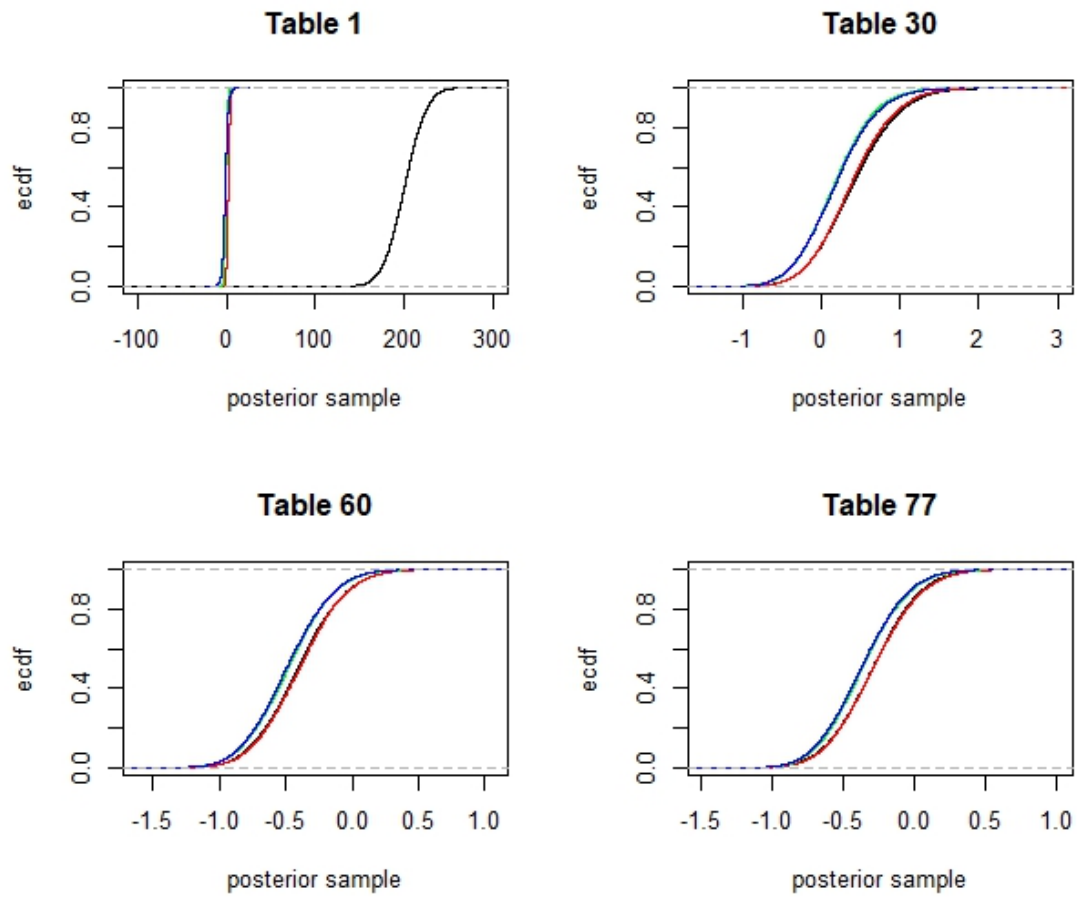 Table 1
ecdf
0.0 0.4 0.8
-100 0 100 200 300
posterior sample
Table 30
ecdf
0.0 0.4 0.8
-1 0 1 2 3
posterior sample
Table 60
ecdf
0.0 0.4 0.8
-1.5 -1.0 -0.5 0.0 0.5 1.0
posterior sample
Table 77
ecdf
0.0 0.4 0.8
-1.5 -1.0 -0.5 0.0 0.5 1.0
posterior sample